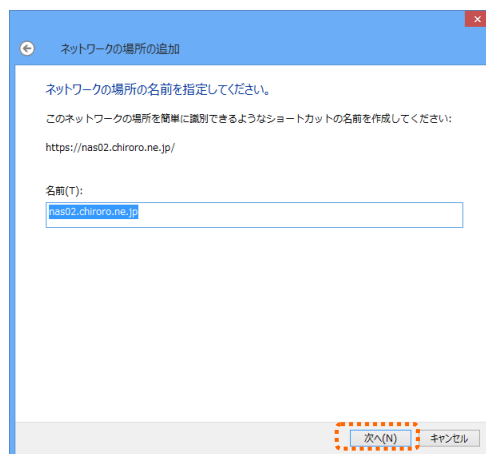 ネットワークの場所の追加
ネットワークの場所の名前を指定してください。
このネットワークの場所を簡単に識別できるようなショートカットの名前を作成してください:
https://nas02.chiroro.ne.jp/
名前(T):
nas02.chiroro.ne.jp
次へ(N) キャンセル